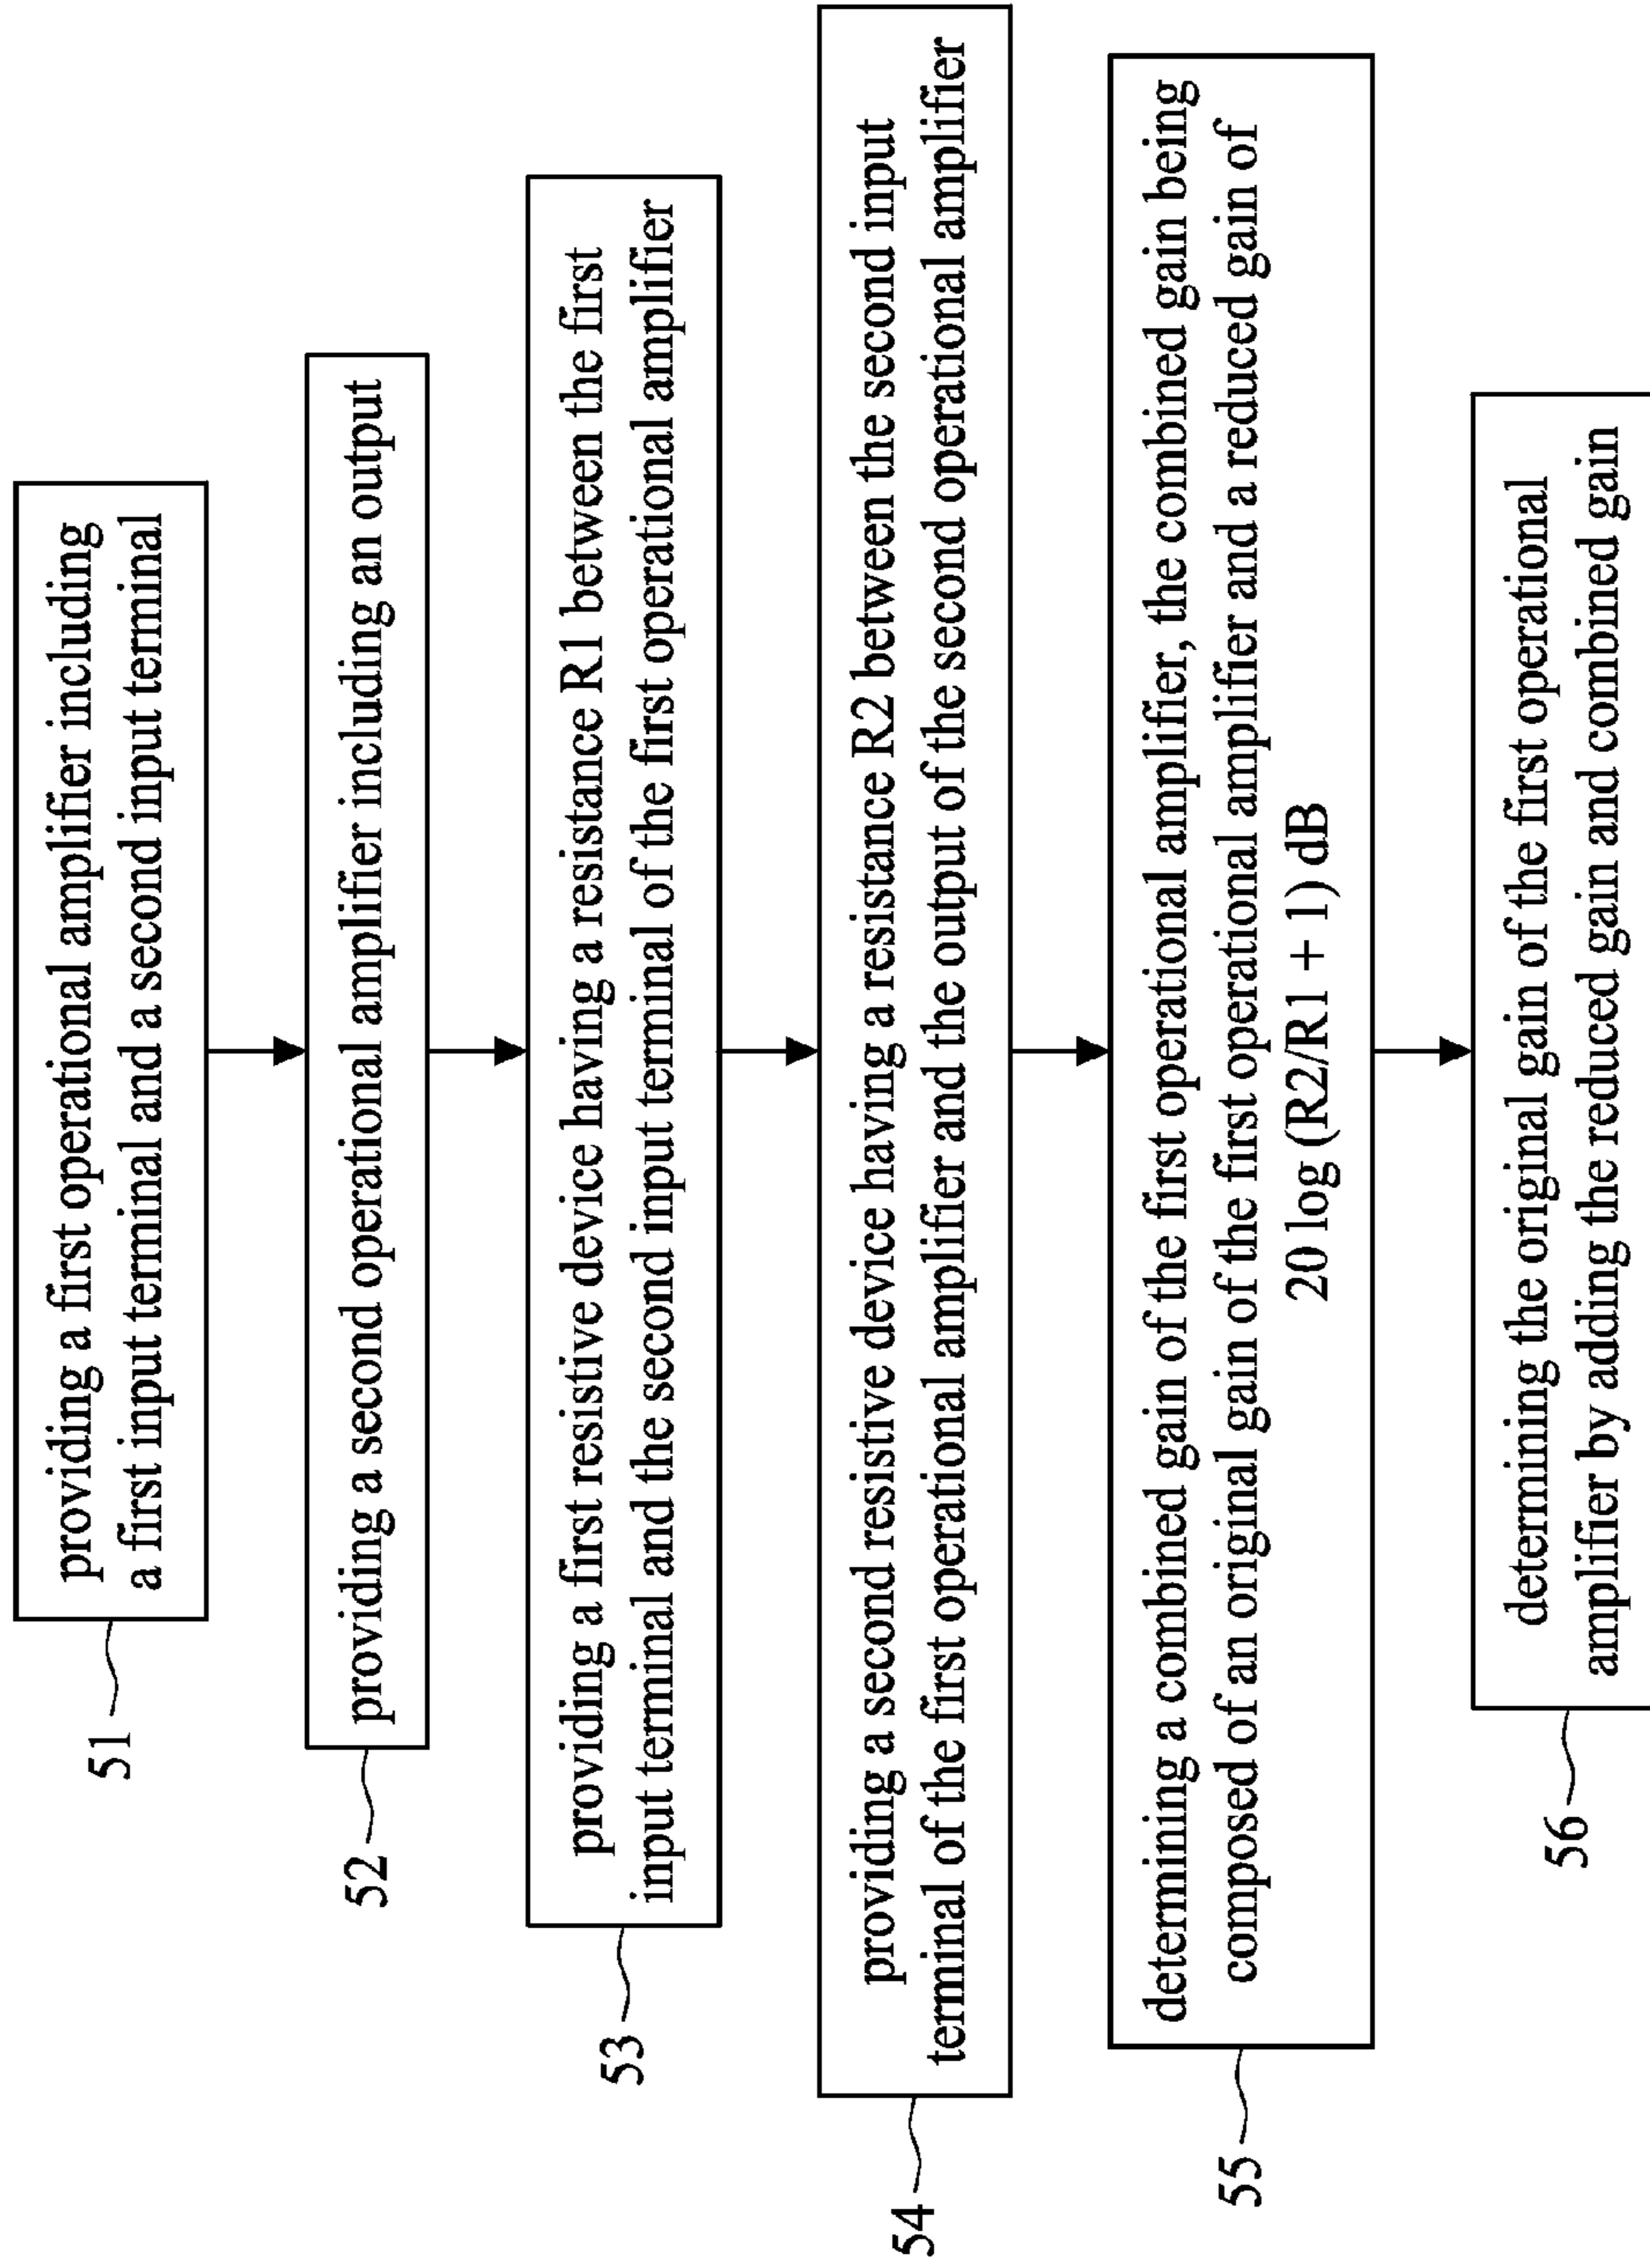 providing a first operational amplifier including
a first input terminal and a second input terminal
51
providing a second operational amplifier including an output
52
providing a first resistive device having a resistance R1 between the first
input terminal and the second input terminal of the first operational amplifier
53
providing a second resistive device having a resistance R2 between the second input
terminal of the first operational amplifier and the output of the second operational amplifier
54
determining a combined gain of the first operational amplifier, the combined gain being
composed of an original gain of the first operational amplifier and a reduced gain of
20 log (R2/R1 + 1) dB
55
determining the original gain of the first operational
amplifier by adding the reduced gain and combined gain
56